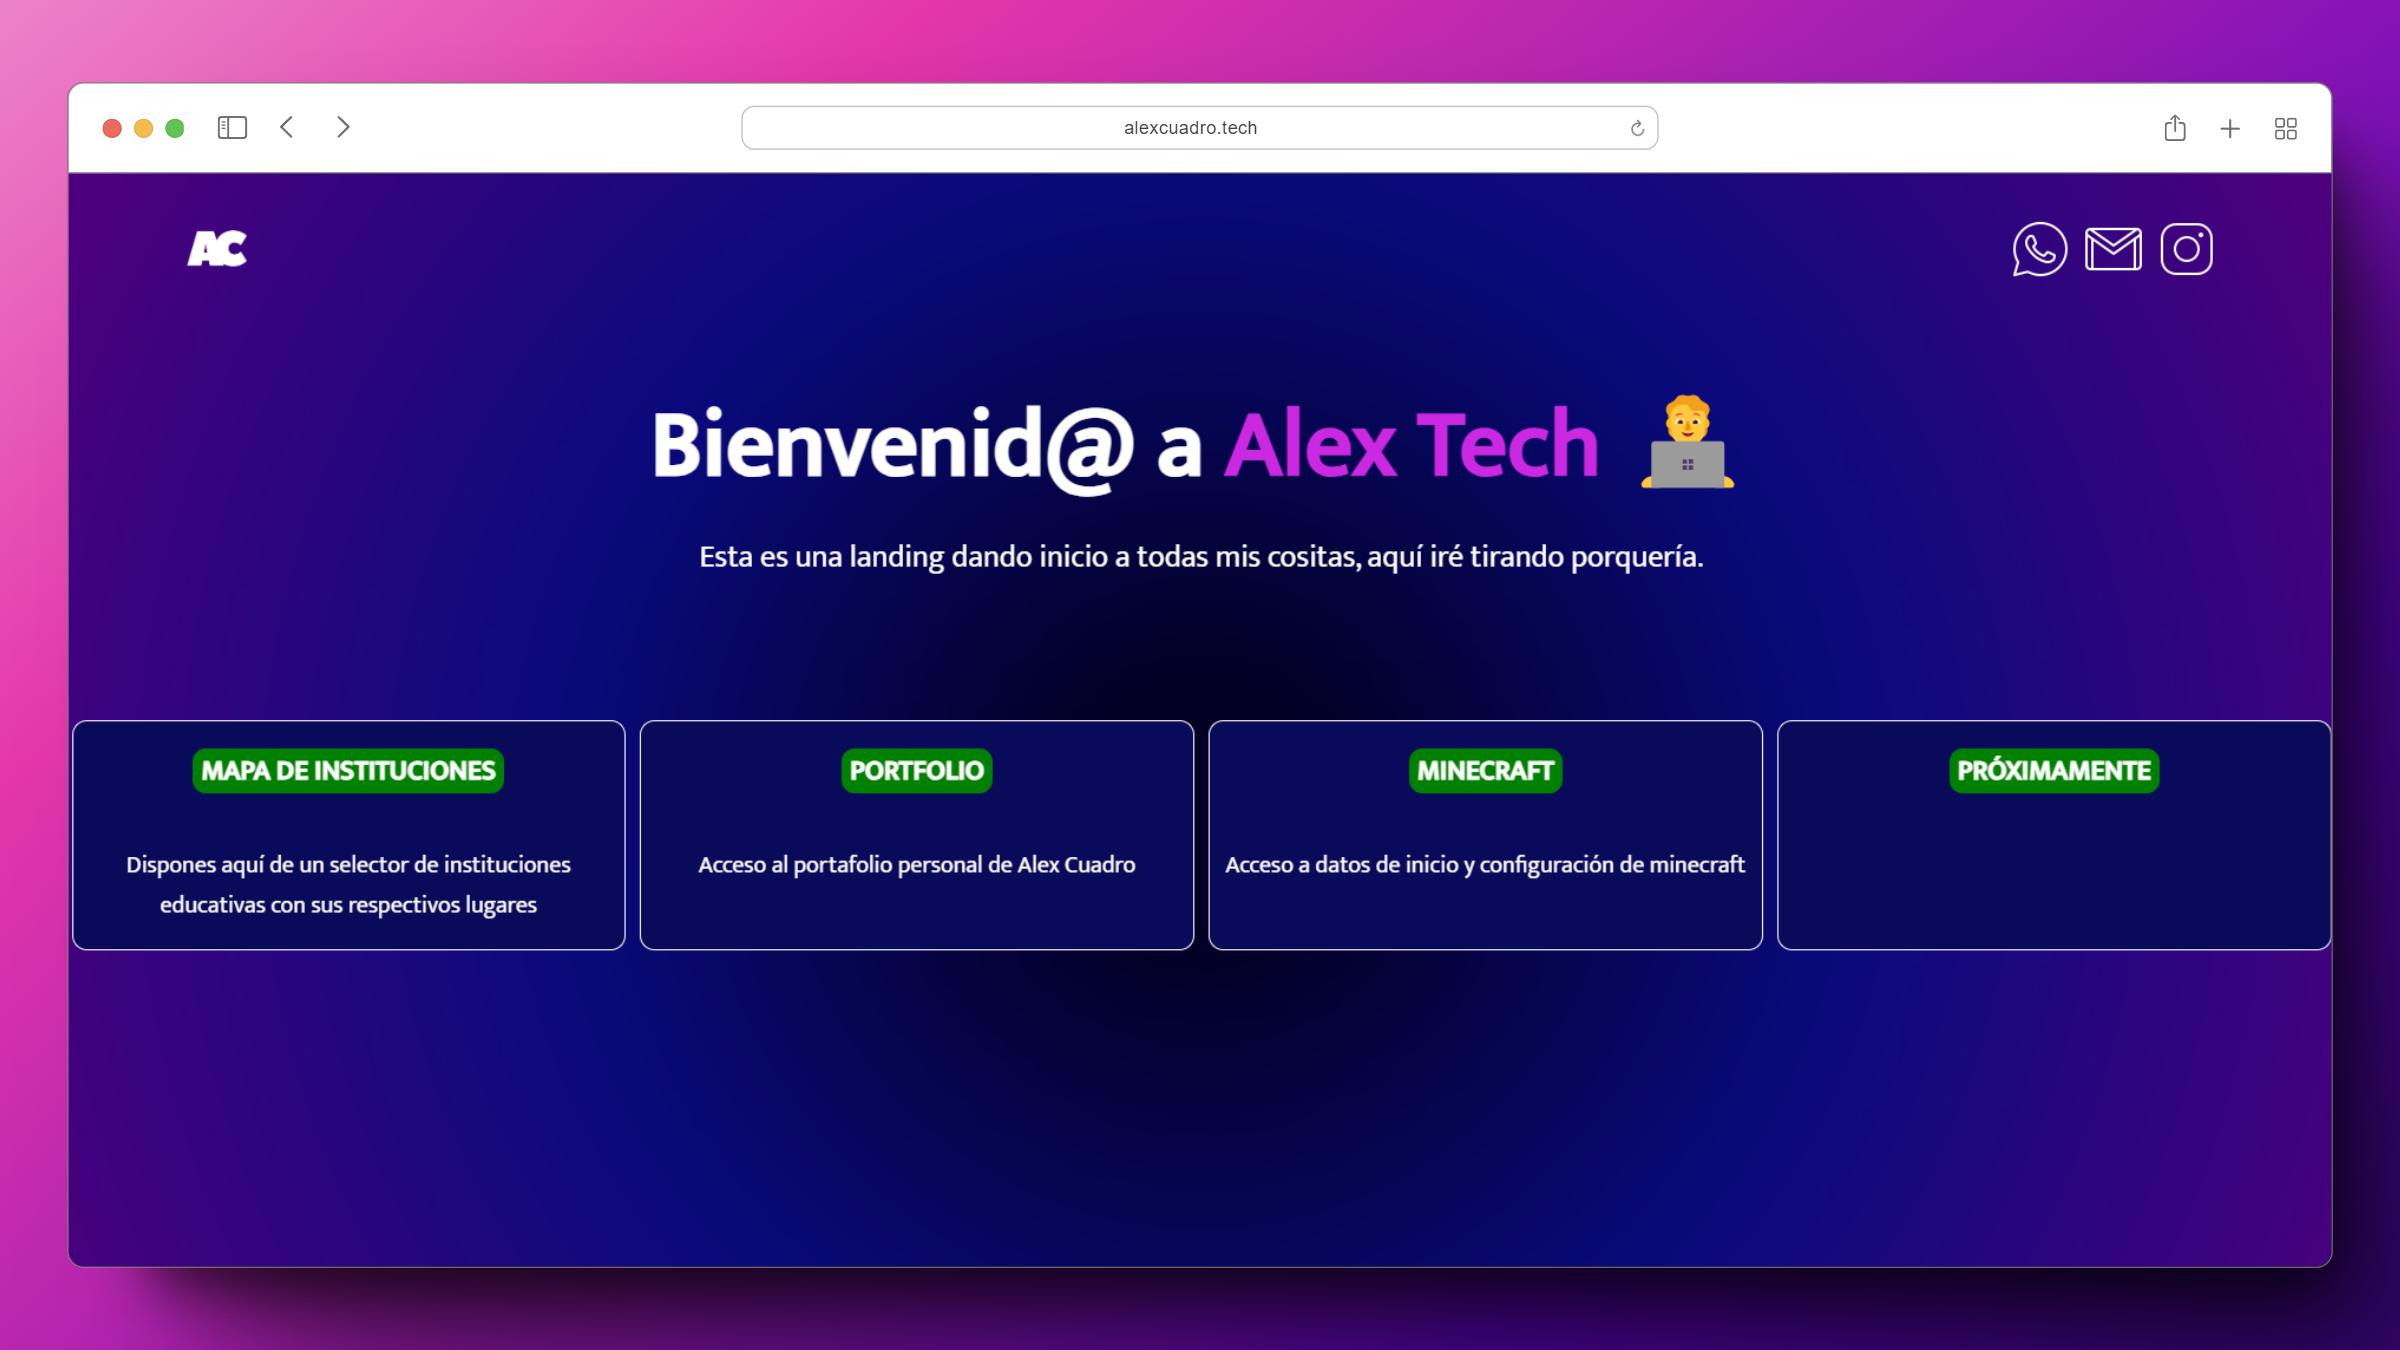 alexcuadro.tech
AC
Bienvenid@ a Alex Tech
Esta es una landing dando inicio a todas mis cositas, aquí iré tirando porquería.
MAPA DE INSTITUCIONES
Dispones aquí de un selector de instituciones
educativas con sus respectivos lugares
PORTFOLIO
Acceso al portafolio personal de Alex Cuadro
MINECRAFT
Acceso a datos de inicio y configuración de minecraft
PRÓXIMAMENTE